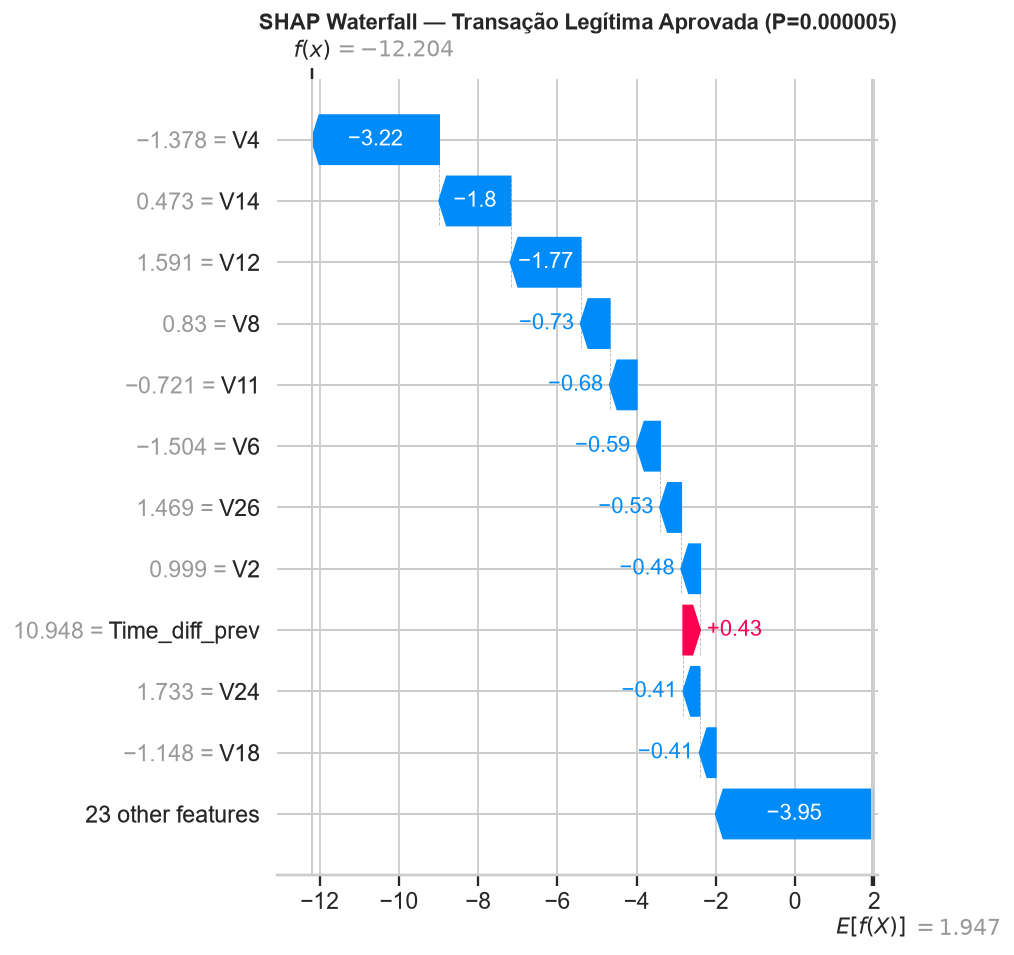 SHAP Waterfall — Transação Legítima Aprovada (P=0.000005)
f(x) = −12.204
−1.378 = V4 −3.22
0.473 = V14 −1.8
1.591 = V12 −1.77
0.83 = V8 −0.73
−0.721 = V11 −0.68
−1.504 = V6 −0.59
1.469 = V26 −0.53
0.999 = V2 −0.48
10.948 = Time_diff_prev +0.43
1.733 = V24 −0.41
−1.148 = V18 −0.41
23 other features −3.95
−12 −10 −8 −6 −4 −2 0 2
E[f(X)] = 1.947